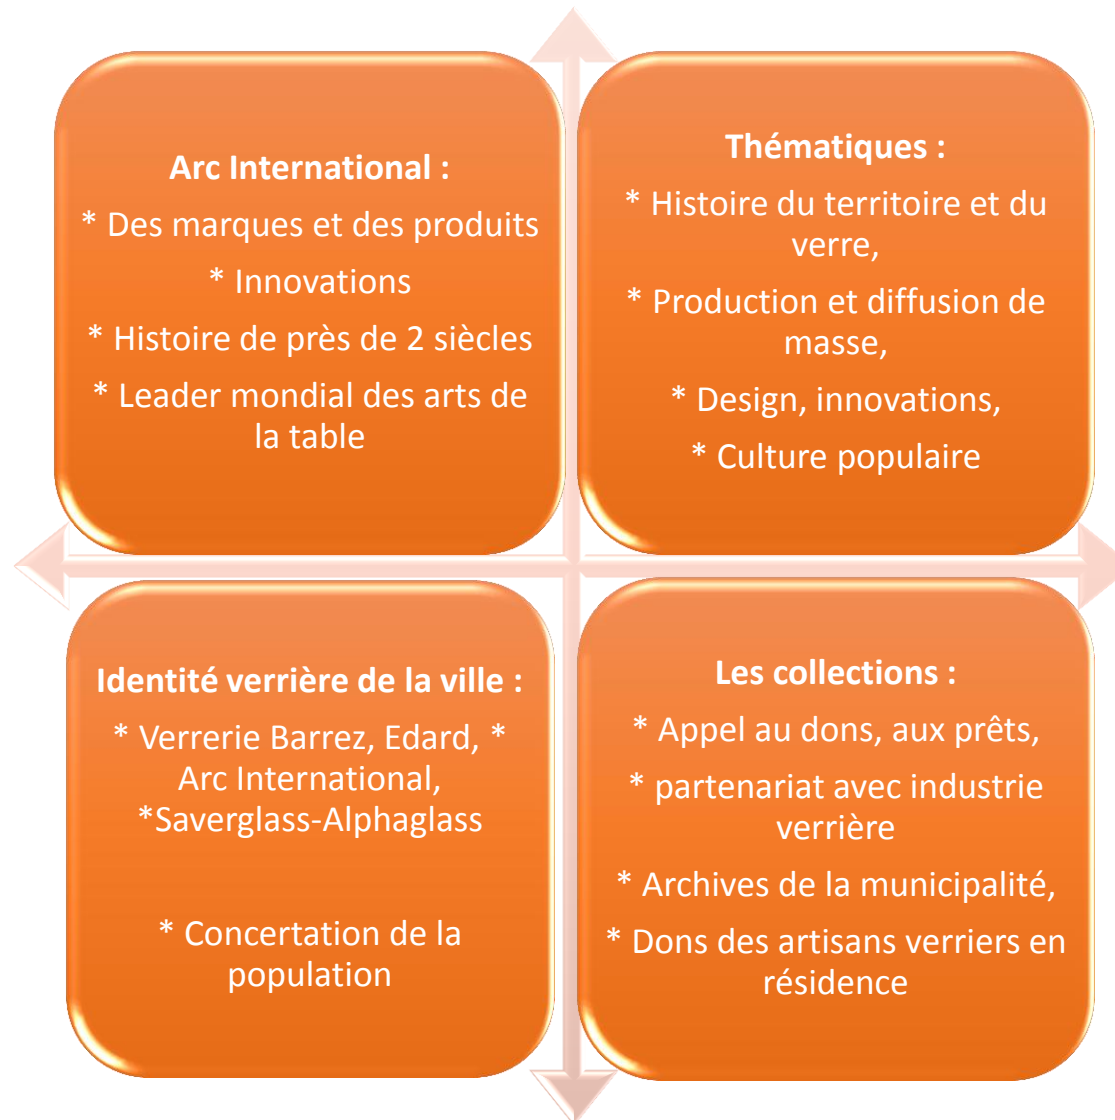 Arc International :
* Des marques et des produits
* Innovations
* Histoire de près de 2 siècles
* Leader mondial des arts de
la table
Thématiques :
* Histoire du territoire et du
verre,
* Production et diffusion de
masse,
* Design, innovations,
* Culture populaire
Identité verrière de la ville :
* Verrerie Barrez, Edard, *
Arc International,
*Saverglass-Alphaglass
* Concertation de la
population
Les collections :
* Appel au dons, aux prêts,
* partenariat avec industrie
verrière
* Archives de la municipalité,
* Dons des artisans verriers en
résidence